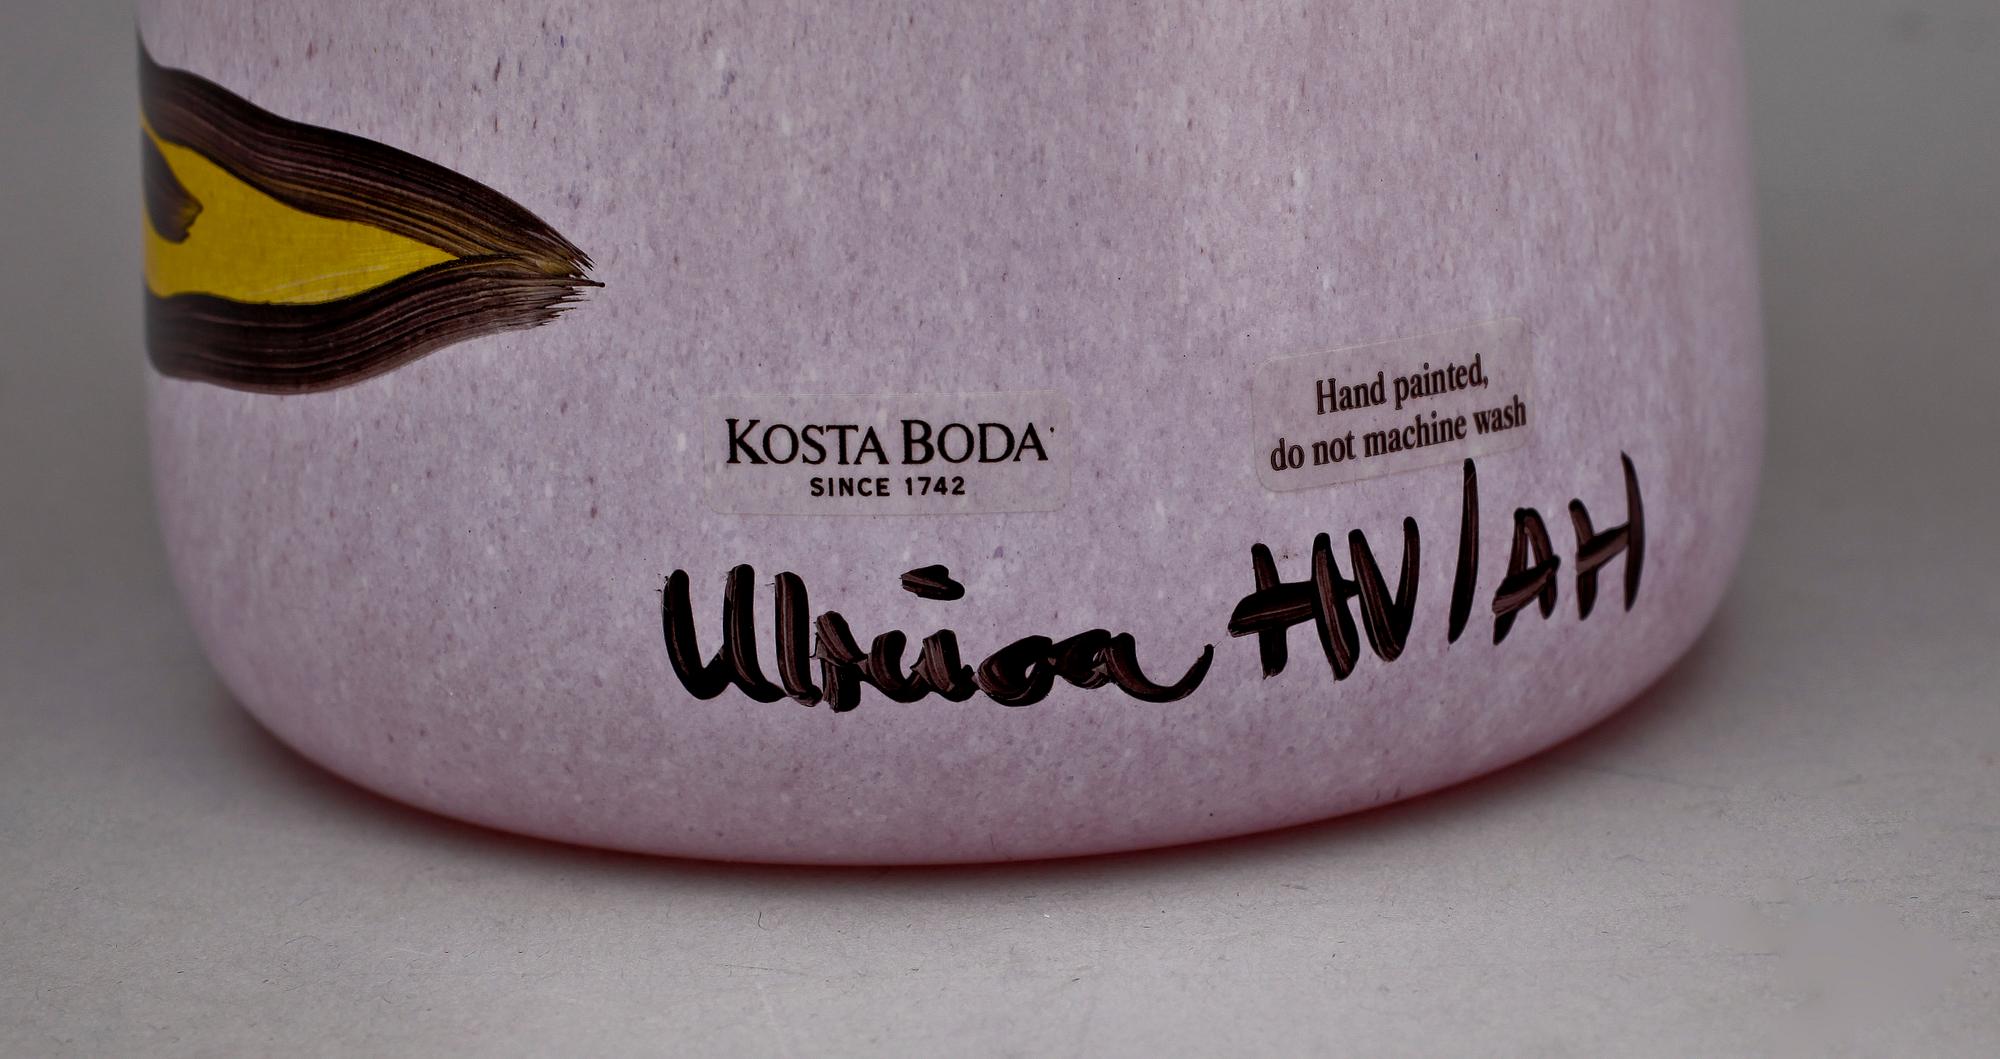 KOSTA BODA
SINCE 1742
Hand painted,
do not machine wash
Ulrica HV/AH